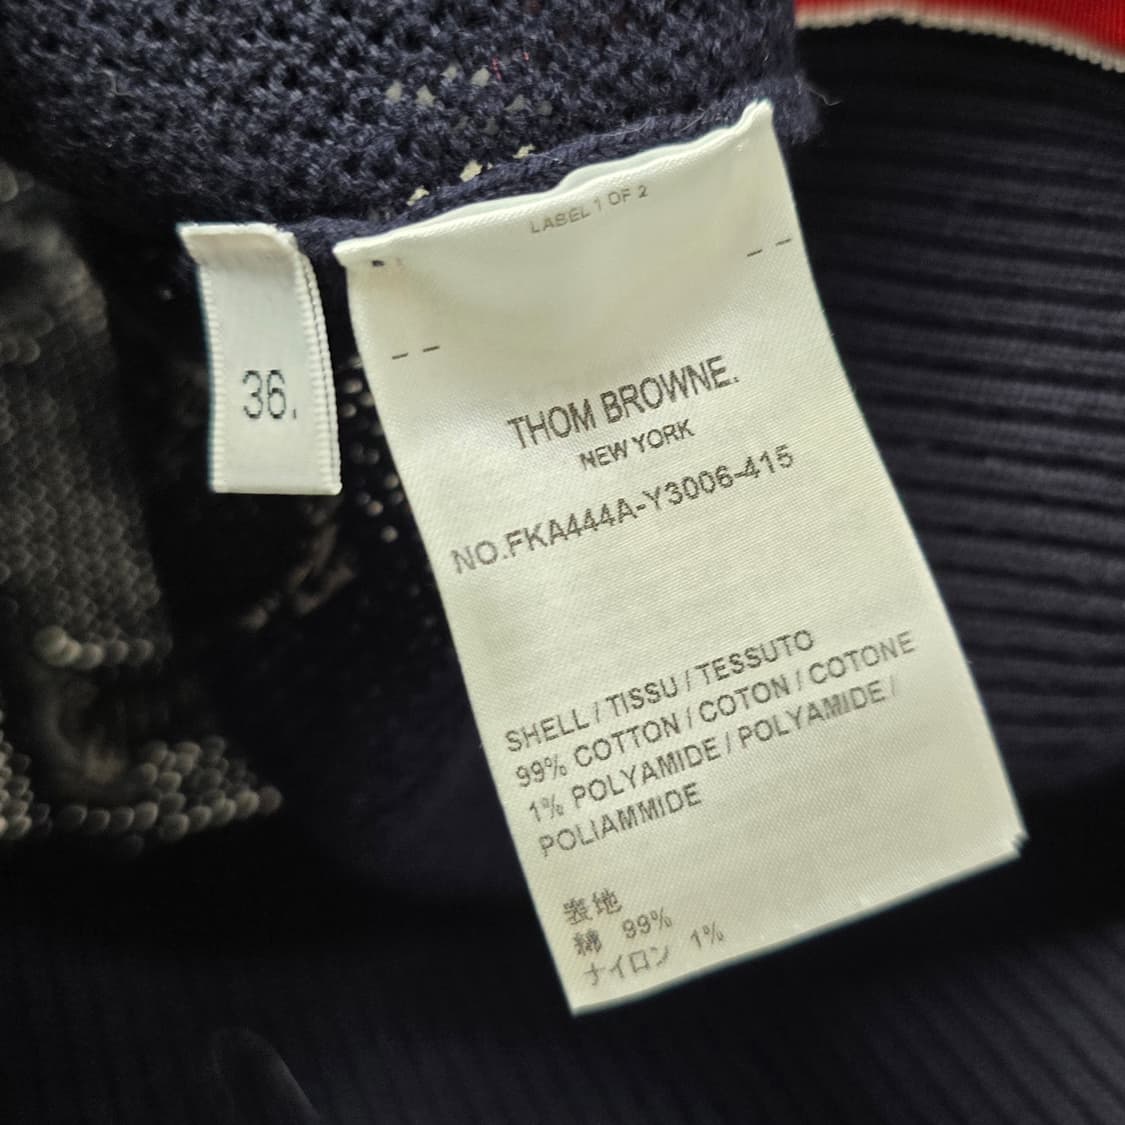 LABEL 1 OF 2
36.
THOM BROWNE.
NEW YORK
NO.FKA444A-Y3006-415
SHELL / TISSU / TESSUTO
99% COTTON / COTON / COTONE
1% POLYAMIDE / POLYAMIDE /
POLIAMMIDE
表地
綿 99%
ナイロン 1%